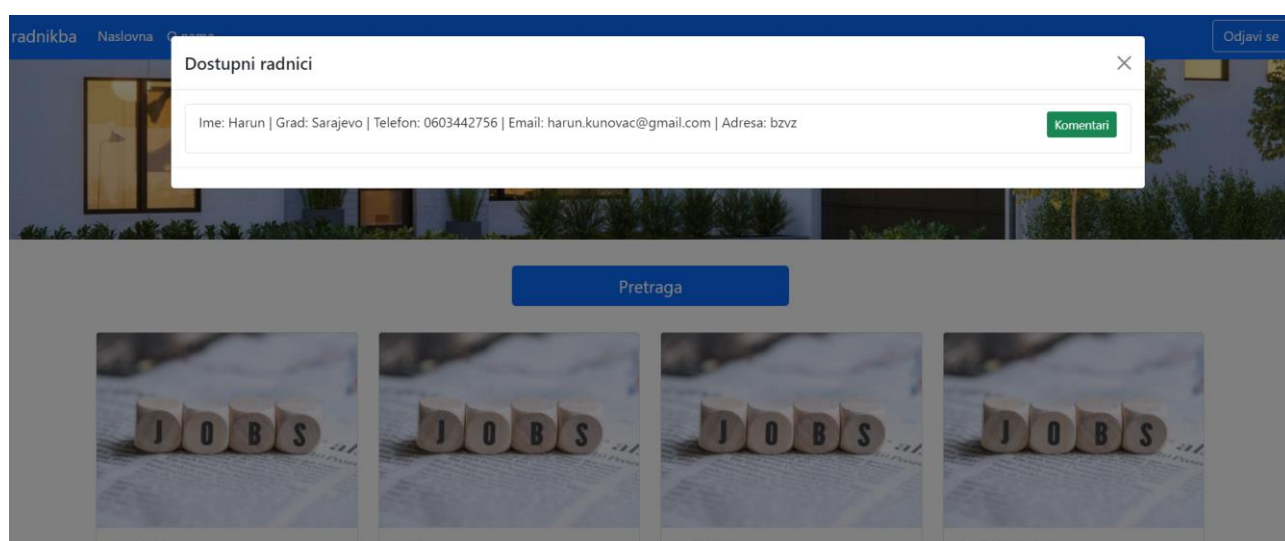 radnikba Naslovna
Odjavi se
Dostupni radnici
Ime: Harun | Grad: Sarajevo | Telefon: 0603442756 | Email: harun.kunovac@gmail.com | Adresa: bzvz
Komentari
Pretraga
JOBS JOBS JOBS JOBS